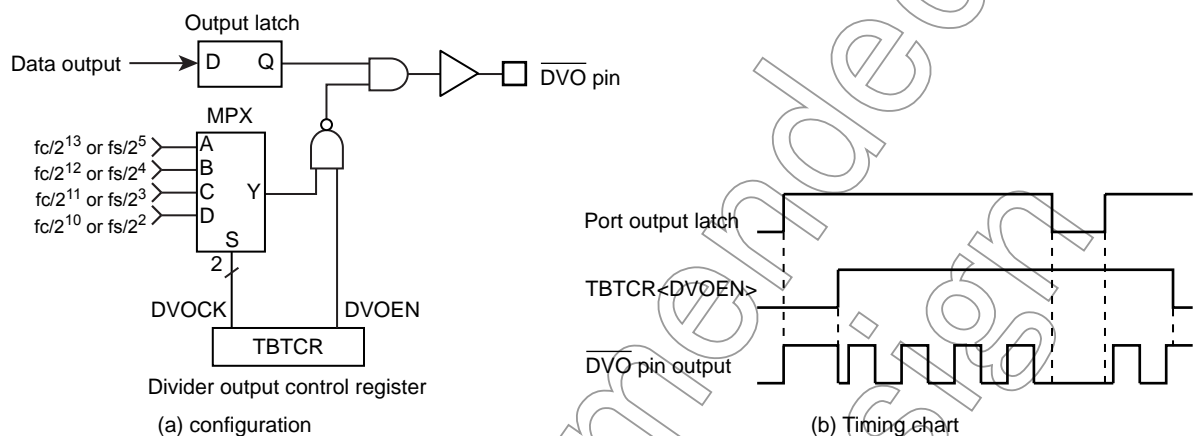 Output latch
Data output
D Q
DVO pin
MPX
fc/2^13 or fs/2^5
fc/2^12 or fs/2^4
fc/2^11 or fs/2^3
fc/2^10 or fs/2^2
A
B
C
D
Y
S
2
DVOCK
DVOEN
TBTCR
Divider output control register
(a) configuration
Port output latch
TBTCR<DVOEN>
DVO pin output
(b) Timing chart